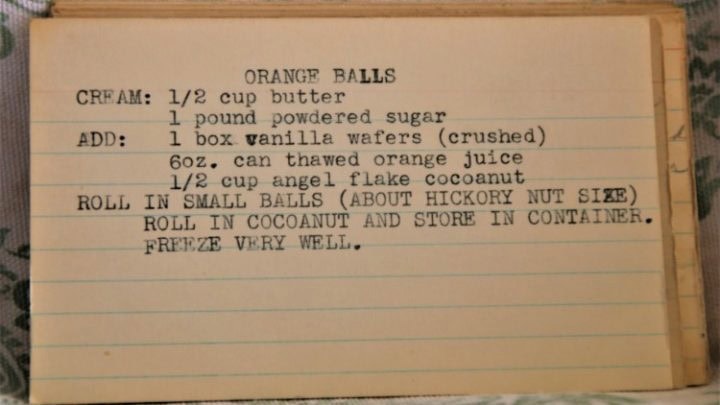 ORANGE BALLS
CREAM: 1/2 cup butter
1 pound powdered sugar
ADD: 1 box vanilla wafers (crushed)
6oz. can thawed orange juice
1/2 cup angel flake cocoanut
ROLL IN SMALL BALLS (ABOUT HICKORY NUT SIZE)
ROLL IN COCOANUT AND STORE IN CONTAINER.
FREEZE VERY WELL.